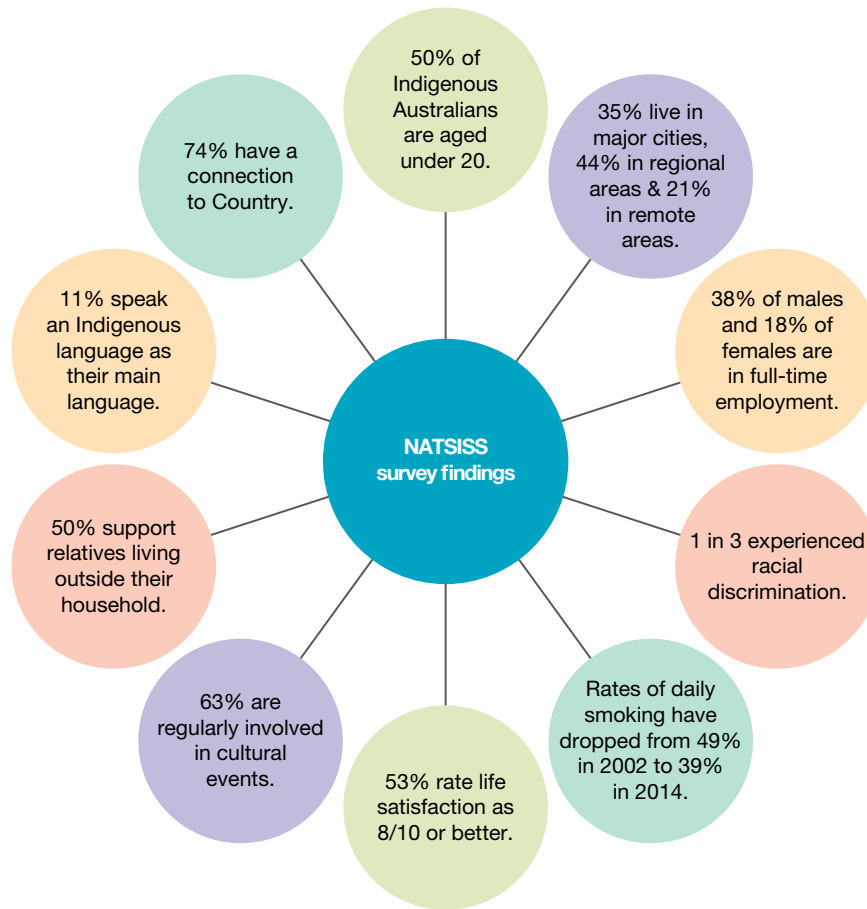 50% of
Indigenous
Australians
are aged
under 20.
35% live in
major cities,
44% in regional
areas & 21%
in remote
areas.
38% of males
and 18% of
females are
in full-time
employment.
1 in 3 experienced
racial
discrimination.
Rates of daily
smoking have
dropped from 49%
in 2002 to 39%
in 2014.
53% rate life
satisfaction as
8/10 or better.
63% are
regularly involved
in cultural
events.
50% support
relatives living
outside their
household.
11% speak
an Indigenous
language as
their main
language.
74% have a
connection
to Country.
NATSISS
survey findings